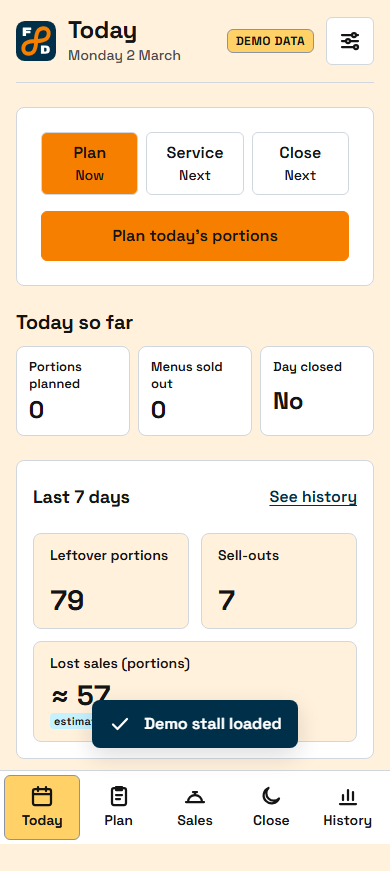 F
D
Today
Monday 2 March
DEMO DATA
Plan
Now
Service
Next
Close
Next
Plan today's portions
Today so far
Portions planned
0
Menus sold out
0
Day closed
No
Last 7 days
See history
Leftover portions
79
Sell-outs
7
Lost sales (portions)
≈ 57
Demo stall loaded
Today
Plan
Sales
Close
History